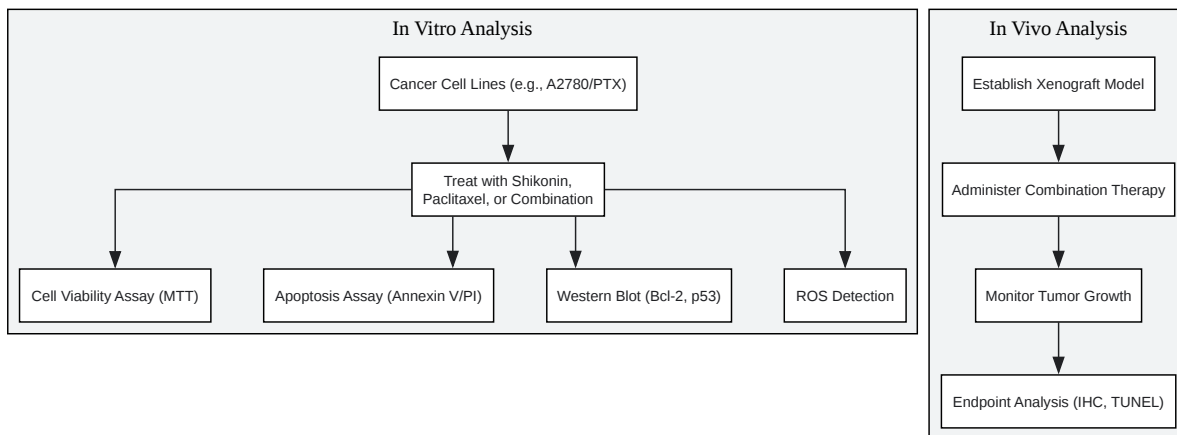 In Vitro Analysis
Cancer Cell Lines (e.g., A2780/PTX)
Treat with Shikonin,
Paclitaxel, or Combination
Cell Viability Assay (MTT)
Apoptosis Assay (Annexin V/PI)
Western Blot (Bcl-2, p53)
ROS Detection
In Vivo Analysis
Establish Xenograft Model
Administer Combination Therapy
Monitor Tumor Growth
Endpoint Analysis (IHC, TUNEL)